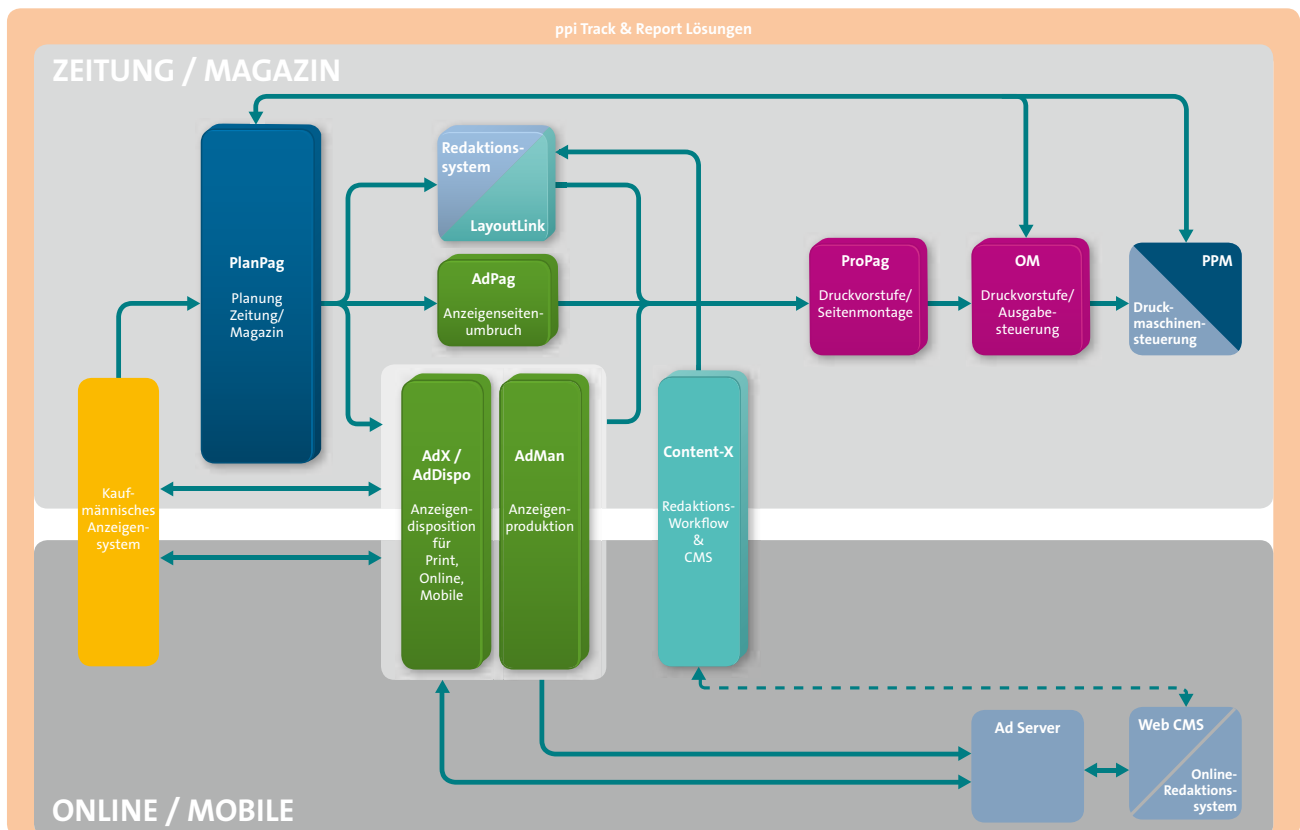 ppi Track & Report Lösungen
ZEITUNG / MAGAZIN
Redaktions-
system
LayoutLink
PlanPag
Planung
Zeitung/
Magazin
AdPag
Anzeigenseiten-
umbruch
ProPag
Druckvorstufe/
Seitenmontage
OM
Druckvorstufe/
Ausgabe-
steuerung
PPM
Druck-
maschinen-
steuerung
Kauf-
männisches
Anzeigen-
system
AdX /
AdDispo
Anzeigen-
disposition
für
Print,
Online,
Mobile
AdMan
Anzeigen-
produktion
Content-X
Redaktions-
Workflow
&
CMS
Ad Server
Web CMS
Online-
Redaktions-
system
ONLINE / MOBILE